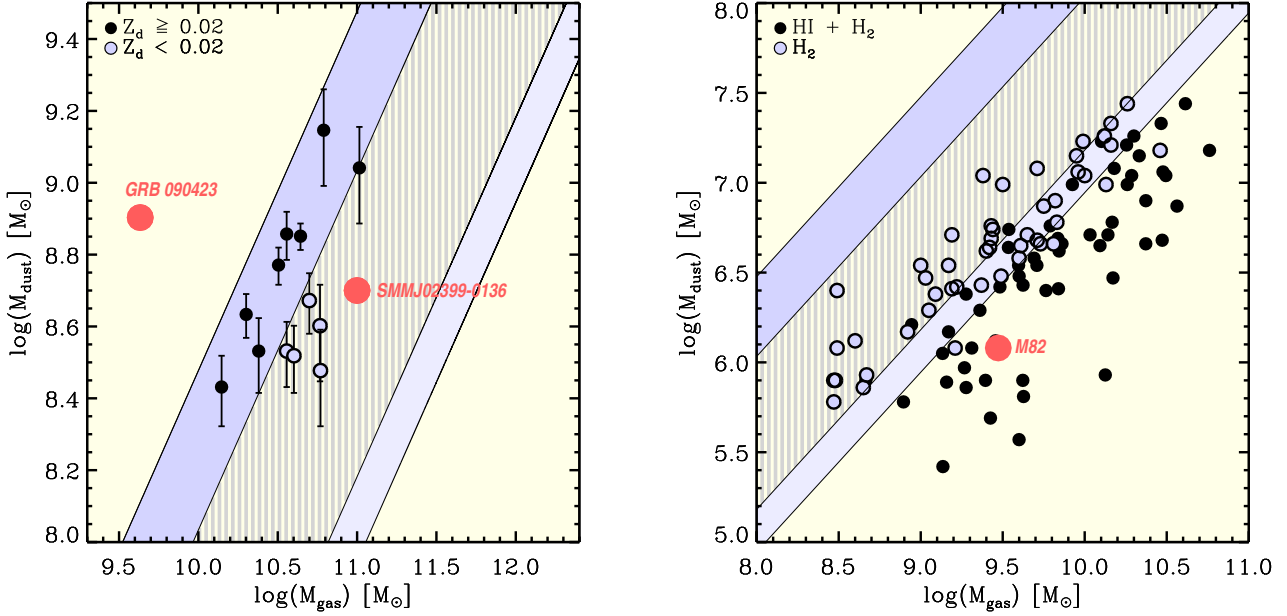 Z_d ≧ 0.02
Z_d < 0.02
GRB 090423
SMMJ02399-0136
9.4
9.2
9.0
8.8
8.6
8.4
8.2
8.0
log(M_dust) [M_⊙]
9.5 10.0 10.5 11.0 11.5 12.0
log(M_gas) [M_⊙]
HI + H_2
H_2
M82
8.0
7.5
7.0
6.5
6.0
5.5
5.0
log(M_dust) [M_⊙]
8.0 8.5 9.0 9.5 10.0 10.5 11.0
log(M_gas) [M_⊙]